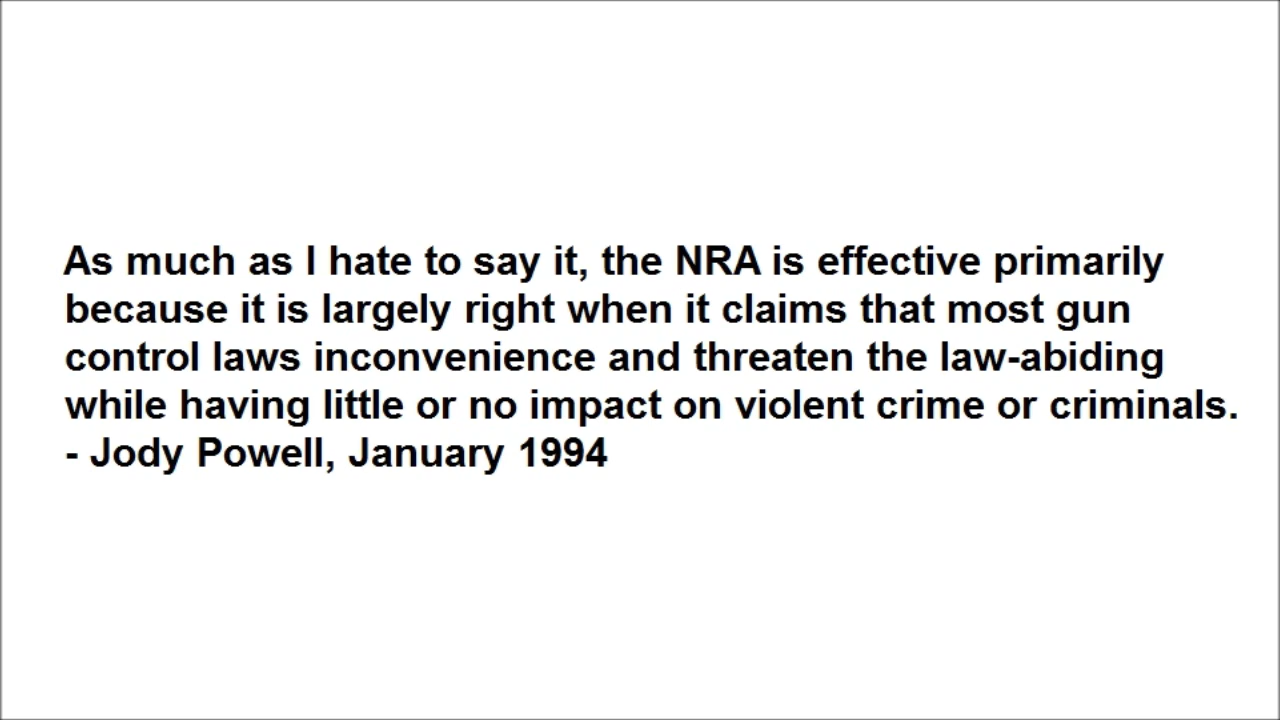 As much as I hate to say it, the NRA is effective primarily
because it is largely right when it claims that most gun
control laws inconvenience and threaten the law-abiding
while having little or no impact on violent crime or criminals.
- Jody Powell, January 1994